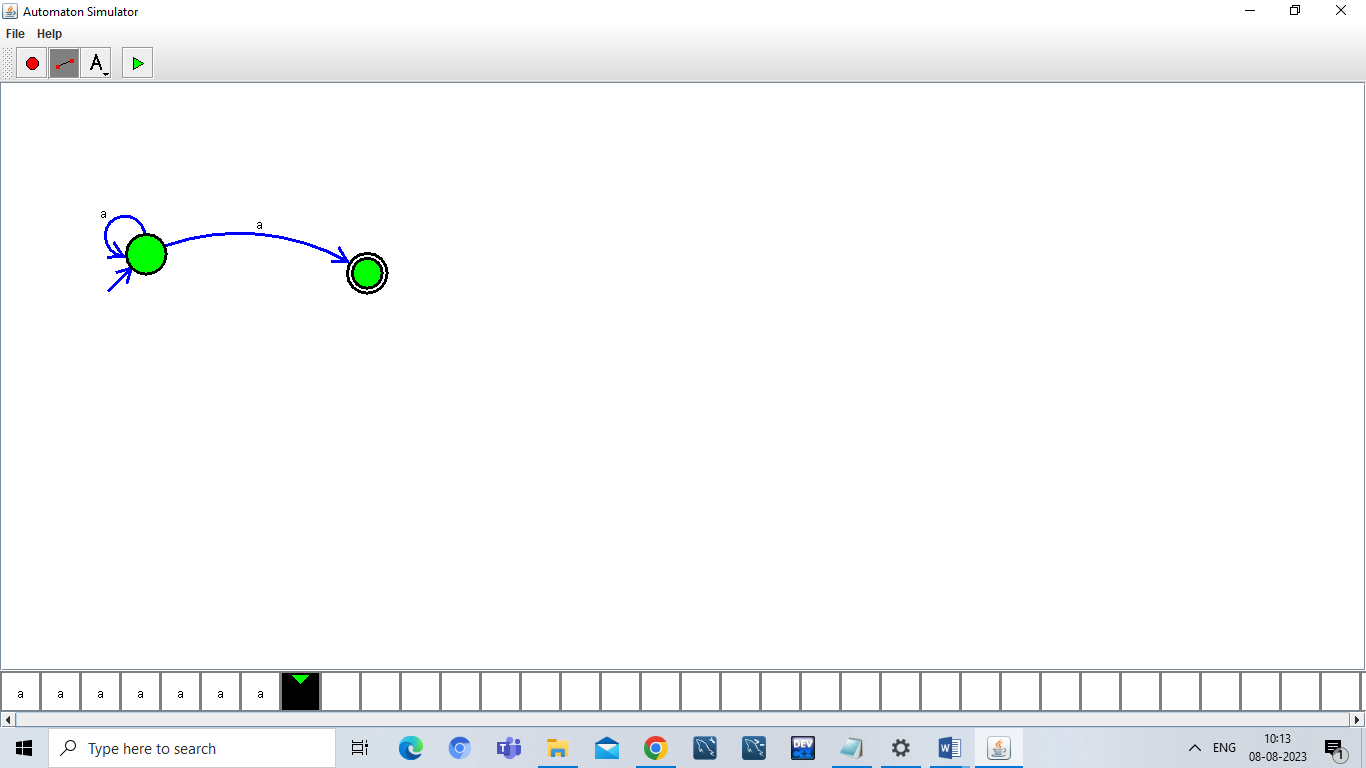 Automaton Simulator
File Help
A
a
a
a a a a a a a
Type here to search
DEV
W
ENG
10:13
08-08-2023
1